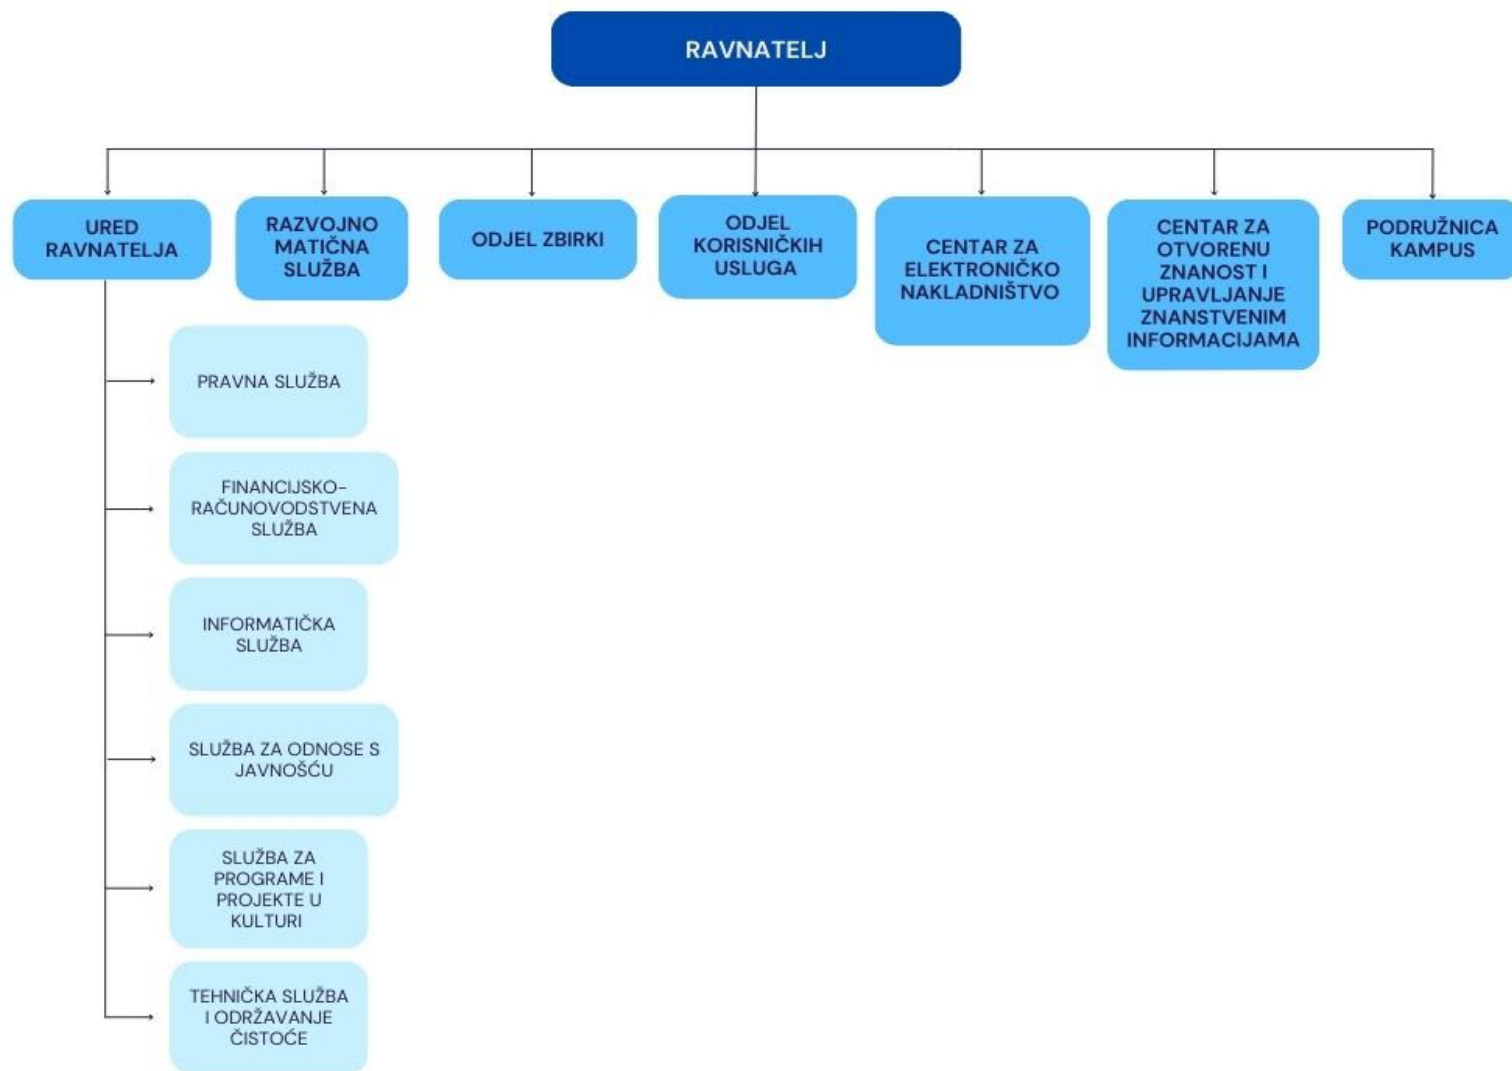 RAVNATELJ
URED
RAVNATELJA
RAZVOJNO
MATIČNA
SLUŽBA
ODJEL ZBIRKI
ODJEL
KORISNIČKIH
USLUGA
CENTAR ZA
ELEKTRONIČKO
NAKLADNIŠTVO
CENTAR ZA
OTVORENU
ZNANOST I
UPRAVLJANJE
ZNANSTVENIM
INFORMACIJAMA
PODRUŽNICA
KAMPUS
PRAVNA SLUŽBA
FINANCIJSKO-
RAČUNOVODSTVENA
SLUŽBA
INFORMATIČKA
SLUŽBA
SLUŽBA ZA ODNOSE S
JAVNOŠĆU
SLUŽBA ZA
PROGRAME I
PROJEKTE U
KULTURI
TEHNIČKA SLUŽBA
I ODRŽAVANJE
ČISTOĆE